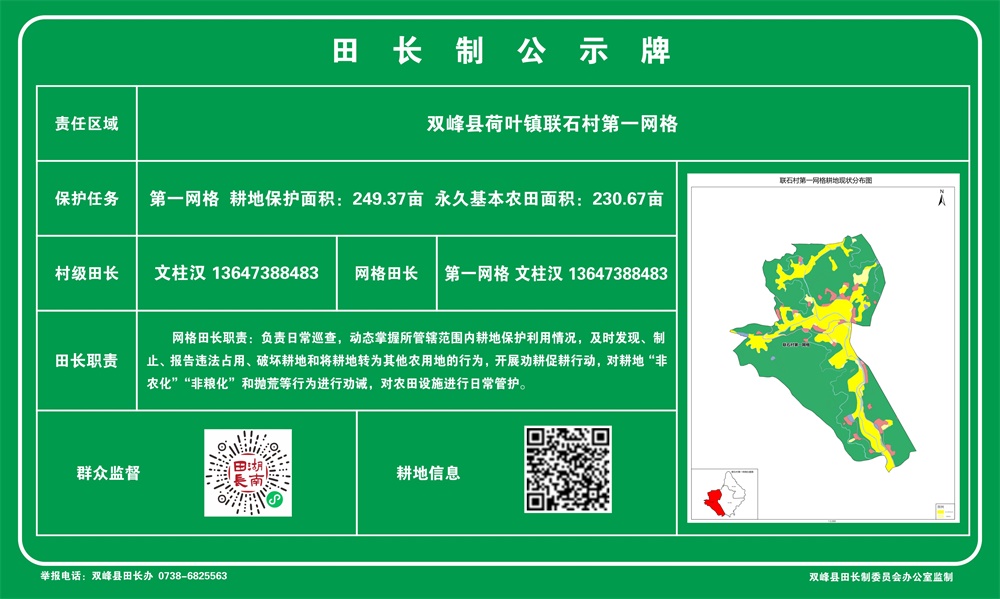 田长制公示牌
责任区域
双峰县荷叶镇联石村第一网格
保护任务
第一网格 耕地保护面积：249.37亩 永久基本农田面积：230.67亩
村级田长
文柱汉 13647388483
网格田长
第一网格 文柱汉 13647388483
田长职责
网格田长职责：负责日常巡查，动态掌握所管辖范围内耕地保护利用情况，及时发现、制
止、报告违法占用、破坏耕地和将耕地转为其他农用地的行为，开展劝耕促耕行动，对耕地“非
农化”“非粮化”和抛荒等行为进行劝诫，对农田设施进行日常管护。
联石村第一网格耕地现状分布图
N
群众监督
湖南田長
耕地信息
举报电话：双峰县田长办 0738-6825563
双峰县田长制委员会办公室监制